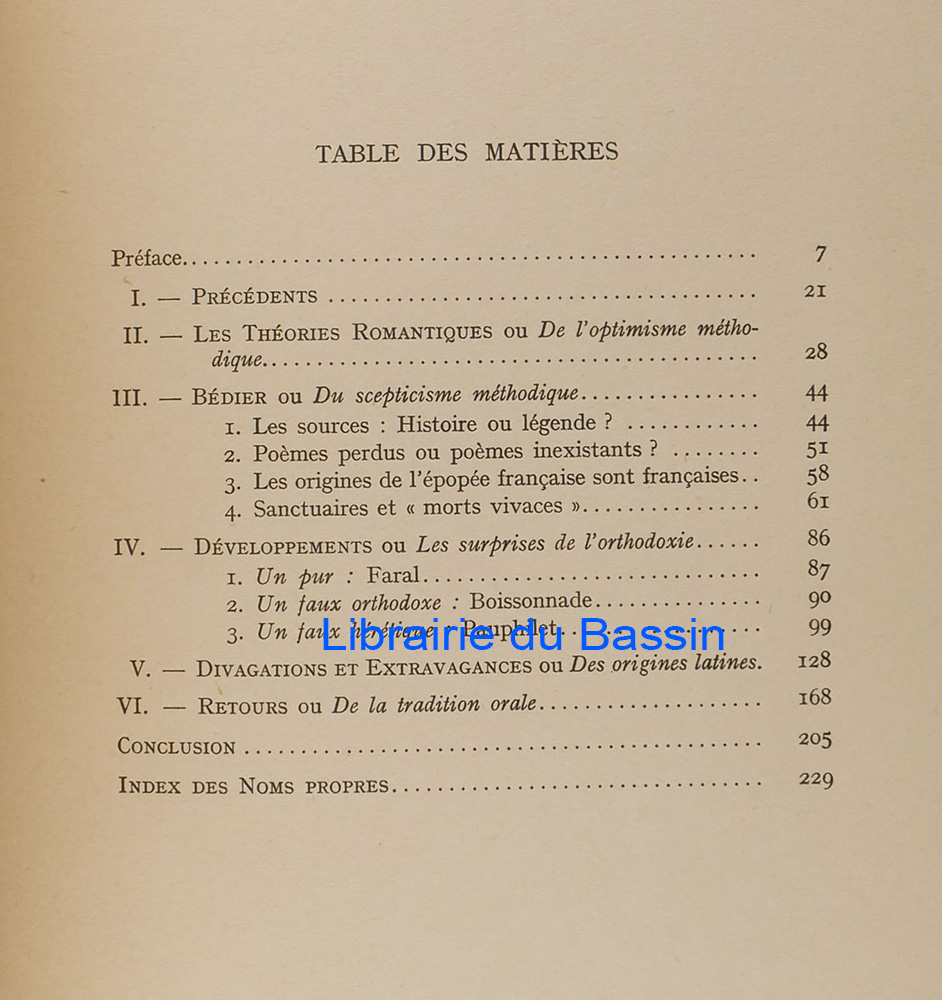 TABLE DES MATIÈRES
Préface.................................................. 7
I. — PRÉCÉDENTS ...................................... 21
II. — LES THÉORIES ROMANTIQUES OU De l'optimisme métho-
dique............................................ 28
III. — BÉDIER OU Du scepticisme méthodique................ 44
1. Les sources : Histoire ou légende ? ............ 44
2. Poèmes perdus ou poèmes inexistants ? ........ 51
3. Les origines de l'épopée française sont françaises.. 58
4. Sanctuaires et « morts vivaces »................ 61
IV. — DÉVELOPPEMENTS OU Les surprises de l'orthodoxie...... 86
1. Un pur : Faral.............................. 87
2. Un faux orthodoxe : Boissonnade............... 90
3. Un faux hérétique : Pauphilet.................. 99
Librairie du Bassin
V. — DIVAGATIONS ET EXTRAVAGANCES OU Des origines latines. 128
VI. — RETOURS OU De la tradition orale.................... 168
CONCLUSION .............................................. 205
INDEX DES NOMS PROPRES................................. 229